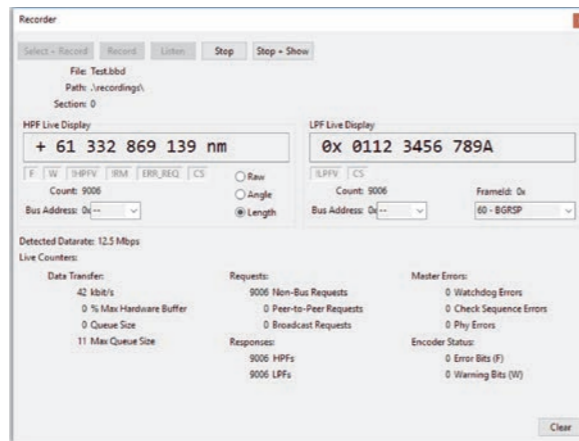 Recorder
Select + Record Record Listen Stop Stop + Show
File: Test.bbd
Path: .\recordings\
Section: 0
HPF Live Display
+ 61 332 869 139 nm
F W !HPFV !RM ERR_REQ CS
Count: 9006
Bus Address: 0x --
Raw
Angle
Length
LPF Live Display
0x 0112 3456 789A
!LPFV CS
Count: 9006
Bus Address: 0x --
FrameId: 0x
60 - BGRSP
Detected Datarate: 12.5 Mbps
Live Counters:
Data Transfer:
42 kbit/s
0 % Max Hardware Buffer
0 Queue Size
11 Max Queue Size
Requests:
9006 Non-Bus Requests
0 Peer-to-Peer Requests
0 Broadcast Requests
Responses:
9006 HPFs
9006 LPFs
Master Errors:
0 Watchdog Errors
0 Check Sequence Errors
0 Phy Errors
Encoder Status:
0 Error Bits (F)
0 Warning Bits (W)
Clear